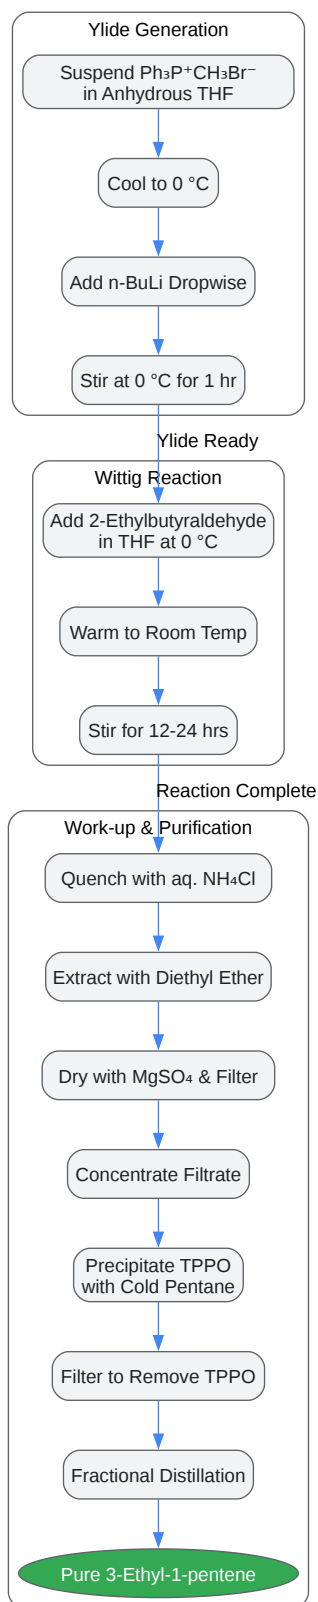 Ylide Generation
Suspend Ph₃P⁺CH₃Br⁻
in Anhydrous THF
Cool to 0 °C
Add n-BuLi Dropwise
Stir at 0 °C for 1 hr
Ylide Ready
Wittig Reaction
Add 2-Ethylbutyraldehyde
in THF at 0 °C
Warm to Room Temp
Stir for 12-24 hrs
Reaction Complete
Work-up & Purification
Quench with aq. NH₄Cl
Extract with Diethyl Ether
Dry with MgSO₄ & Filter
Concentrate Filtrate
Precipitate TPPO
with Cold Pentane
Filter to Remove TPPO
Fractional Distillation
Pure 3-Ethyl-1-pentene